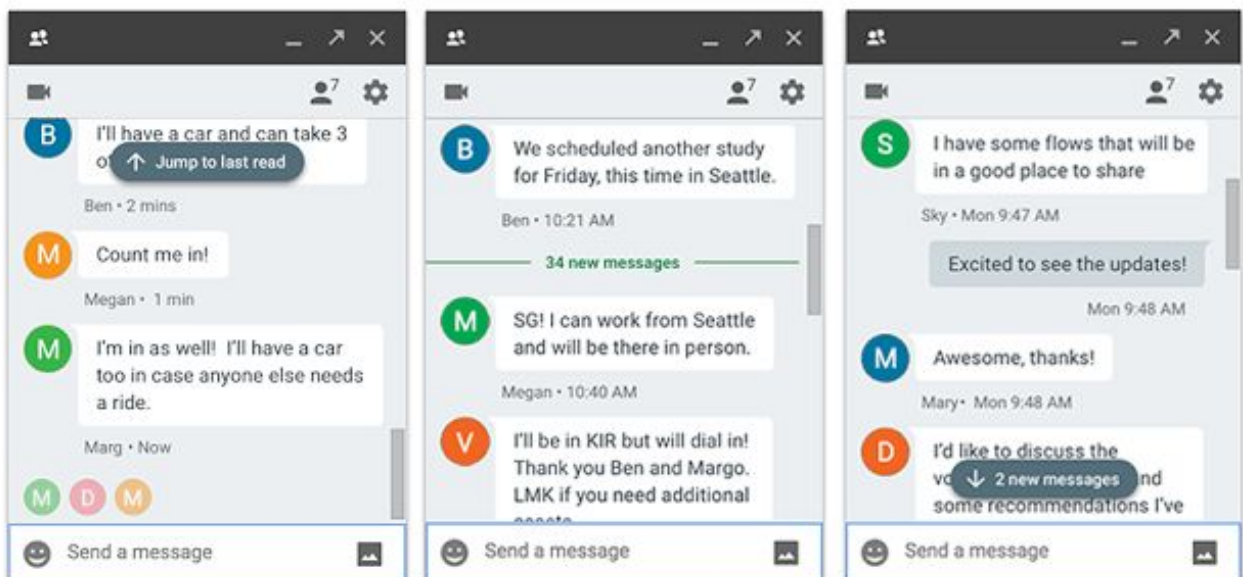 7
B
I'll have a car and can take 3
Jump to last read
Ben • 2 mins
M
Count me in!
Megan • 1 min
M
I'm in as well! I'll have a car
too in case anyone else needs
a ride.
Marg • Now
M D M
Send a message
7
B
We scheduled another study
for Friday, this time in Seattle.
Ben • 10:21 AM
34 new messages
M
SG! I can work from Seattle
and will be there in person.
Megan • 10:40 AM
V
I'll be in KIR but will dial in!
Thank you Ben and Margo.
LMK if you need additional
Send a message
7
S
I have some flows that will be
in a good place to share
Sky • Mon 9:47 AM
Excited to see the updates!
Mon 9:48 AM
M
Awesome, thanks!
Mary• Mon 9:48 AM
D
I'd like to discuss the
2 new messages
some recommendations I've
Send a message